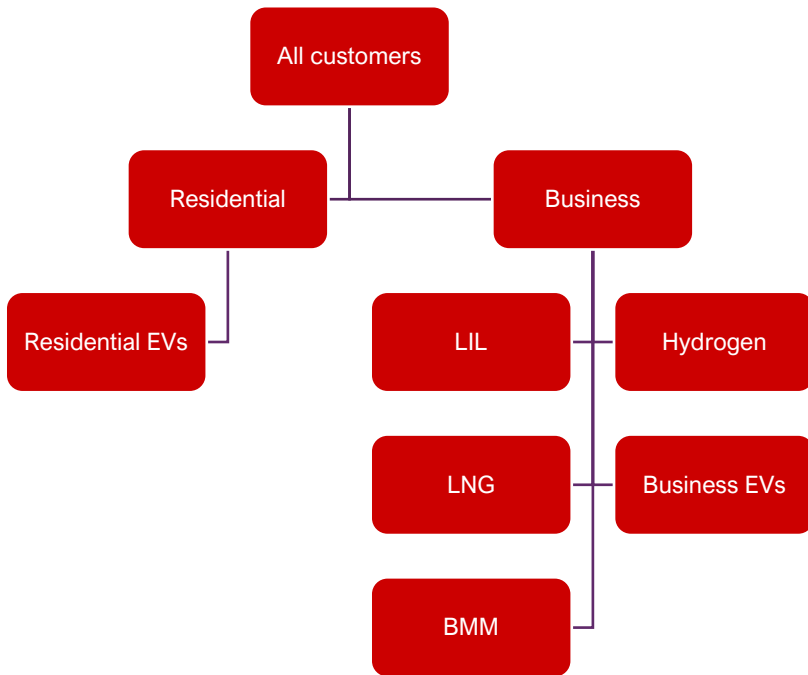 All customers
Residential
Business
Residential EVs
LIL
Hydrogen
LNG
Business EVs
BMM